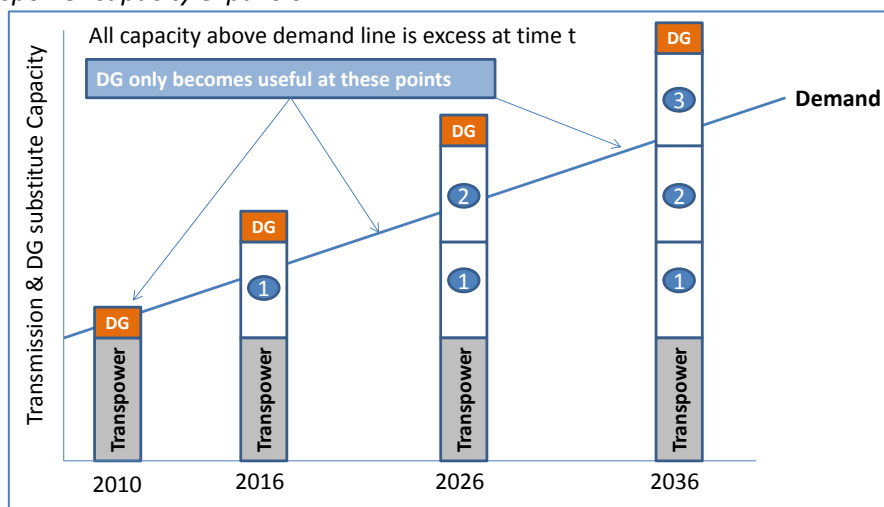 All capacity above demand line is excess at time t
DG only becomes useful at these points
Transmission & DG substitute Capacity
Demand
DG
Transpower
DG
1
Transpower
DG
2
1
Transpower
DG
3
2
1
Transpower
2010
2016
2026
2036